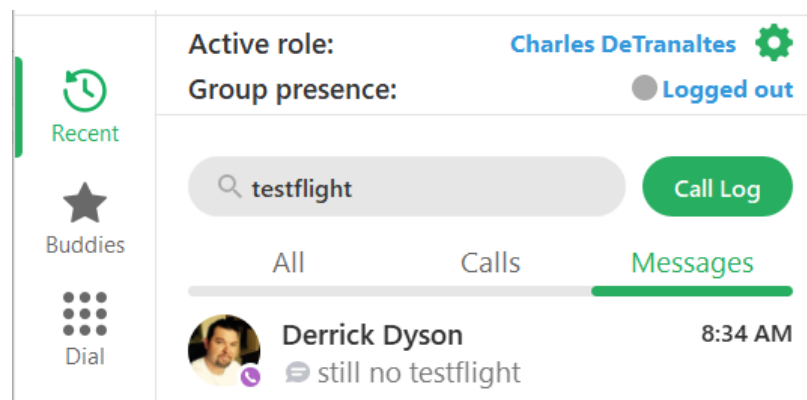 Active role: Charles DeTranaltes
Group presence: Logged out
Recent
testflight Call Log
Buddies
All Calls Messages
Dial
Derrick Dyson 8:34 AM
still no testflight